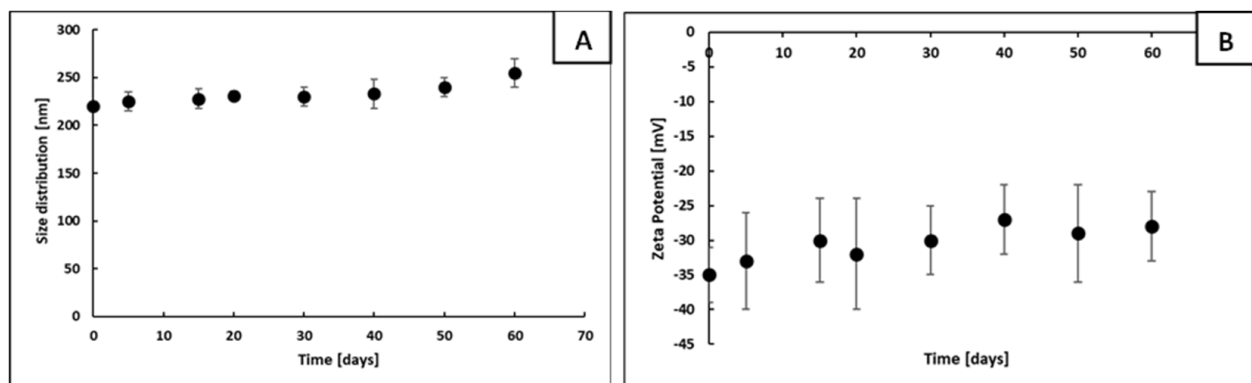 A
300
250
200
150
100
50
0
Size distribution [nm]
0 10 20 30 40 50 60 70
Time [days]
B
0 10 20 30 40 50 60
0
-5
-10
-15
-20
-25
-30
-35
-40
-45
Zeta Potential [mV]
Time [days]